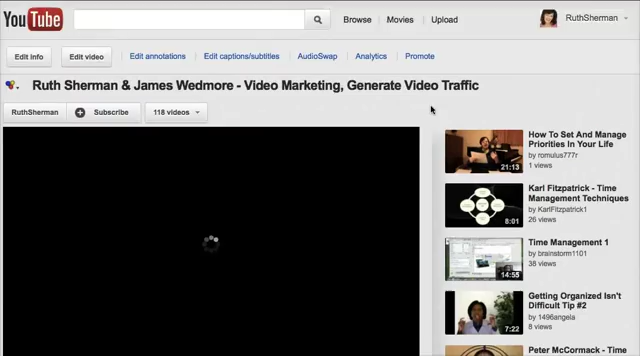 YouTube
Browse Movies Upload RuthSherman
Edit info Edit video Edit annotations Edit captions/subtitles AudioSwap Analytics Promote
Ruth Sherman & James Wedmore - Video Marketing, Generate Video Traffic
RuthSherman Subscribe 118 videos
How To Set And Manage
Priorities In Your Life
by romulus777r
1 views
21:13
Karl Fitzpatrick - Time
Management Techniques
by KarlFitzpatrick1
26 views
8:01
Time Management 1
by brainstorm1101
38 views
14:55
Getting Organized Isn't
Difficult Tip #2
by 1496angela
8 views
7:22
Peter McCormack - Time